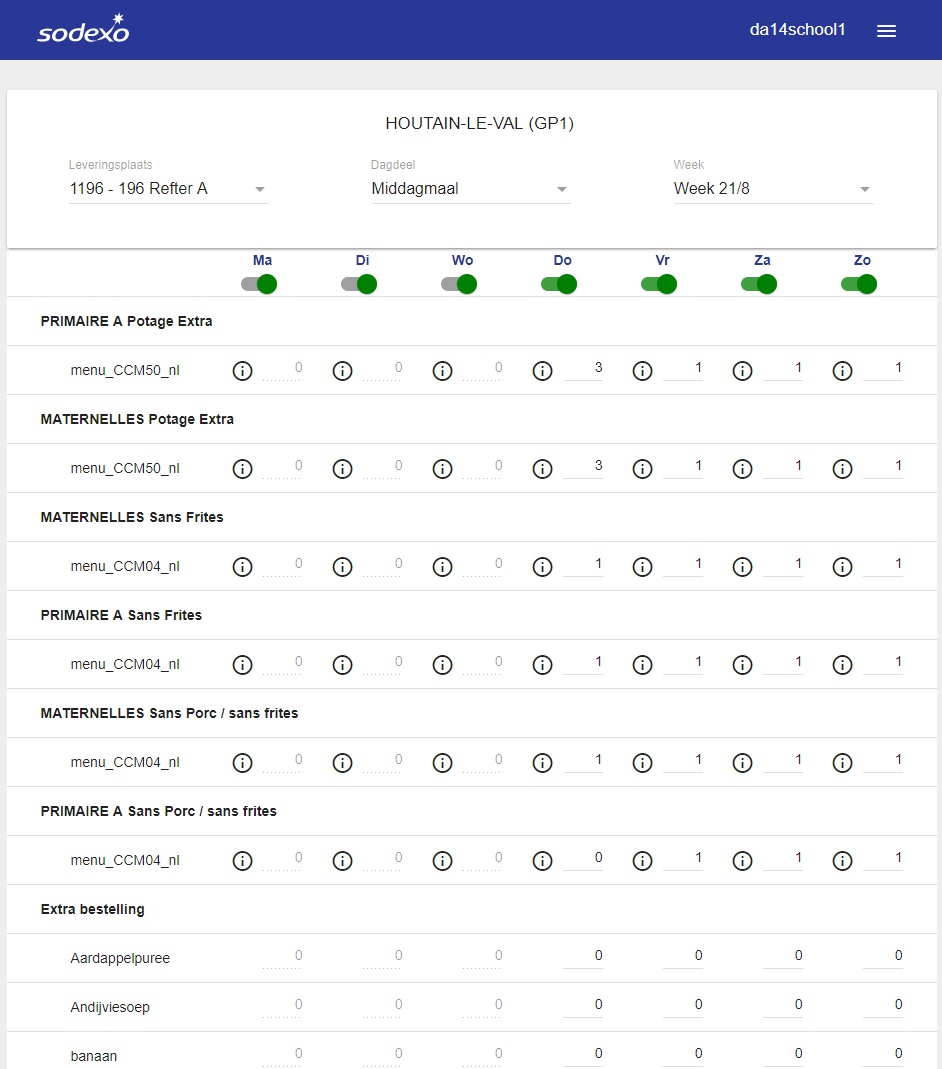 sodexo
da14school1
HOUTAIN-LE-VAL (GP1)
Leveringsplaats Dagdeel Week
1196 - 196 Refter A Middagmaal Week 21/8
Ma Di Wo Do Vr Za Zo
PRIMAIRE A Potage Extra
menu_CCM50_nl 0 0 0 3 1 1 1
MATERNELLES Potage Extra
menu_CCM50_nl 0 0 0 3 1 1 1
MATERNELLES Sans Frites
menu_CCM04_nl 0 0 0 1 1 1 1
PRIMAIRE A Sans Frites
menu_CCM04_nl 0 0 0 1 1 1 1
MATERNELLES Sans Porc / sans frites
menu_CCM04_nl 0 0 0 1 1 1 1
PRIMAIRE A Sans Porc / sans frites
menu_CCM04_nl 0 0 0 0 1 1 1
Extra bestelling
Aardappelpuree 0 0 0 0 0 0 0
Andijviesoep 0 0 0 0 0 0 0
banaan 0 0 0 0 0 0 0